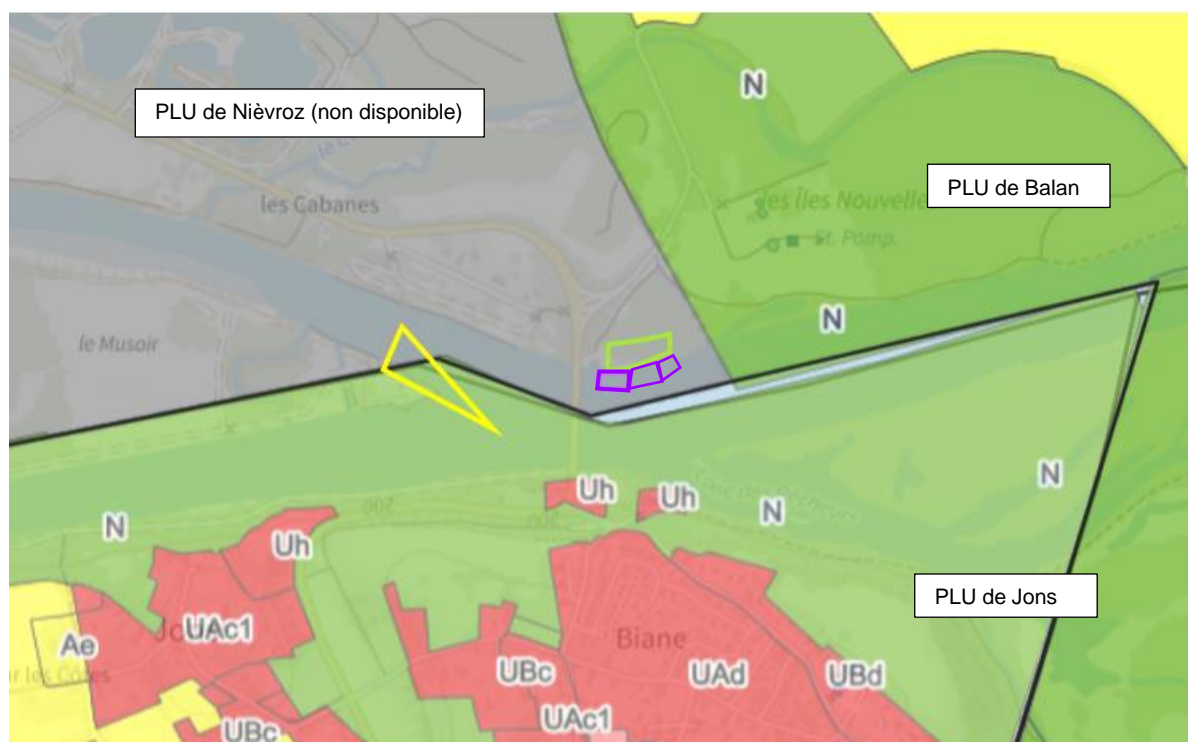 N
PLU de Nièvroz (non disponible)
les Cabanes
PLU de Balan
les Iles Nouvelle
St. Pomp.
le Musoir
N
N
Uh
Uh
N
N
Uh
PLU de Jons
Ae
UAc1
Biane
UBc
UAd
UBd
UAc1
UBc